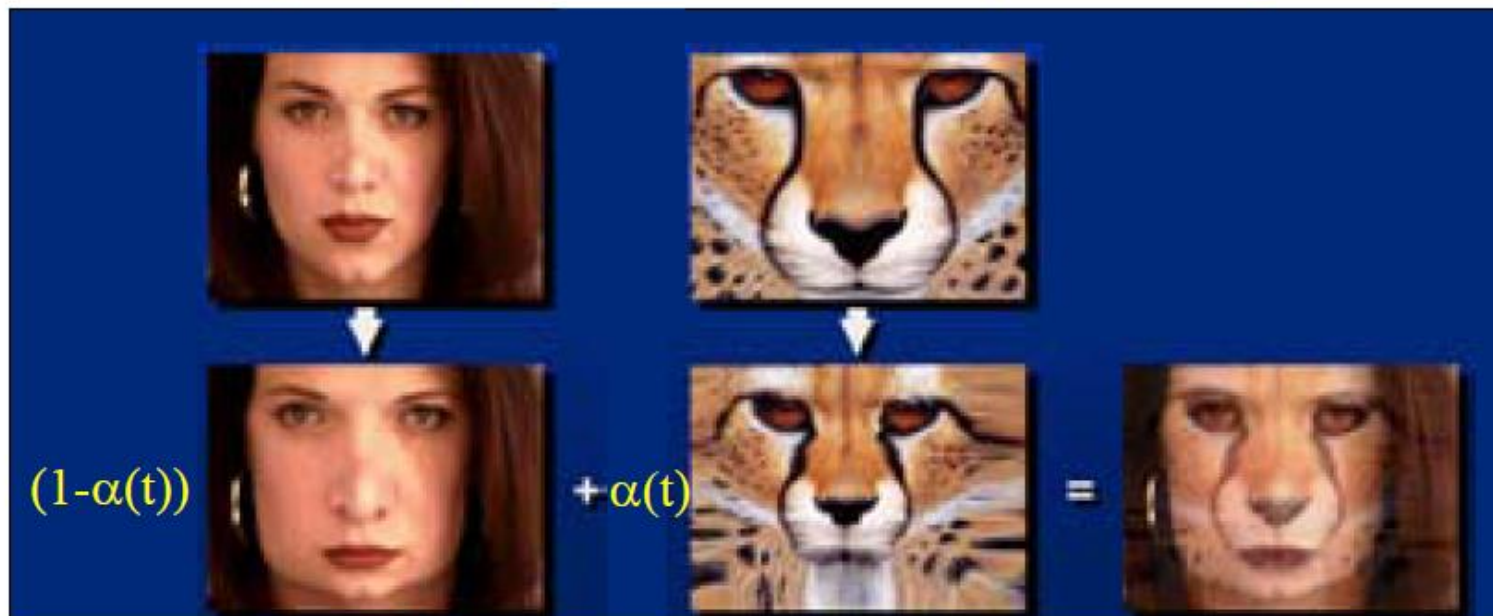 (1-α(t)) + α(t) =